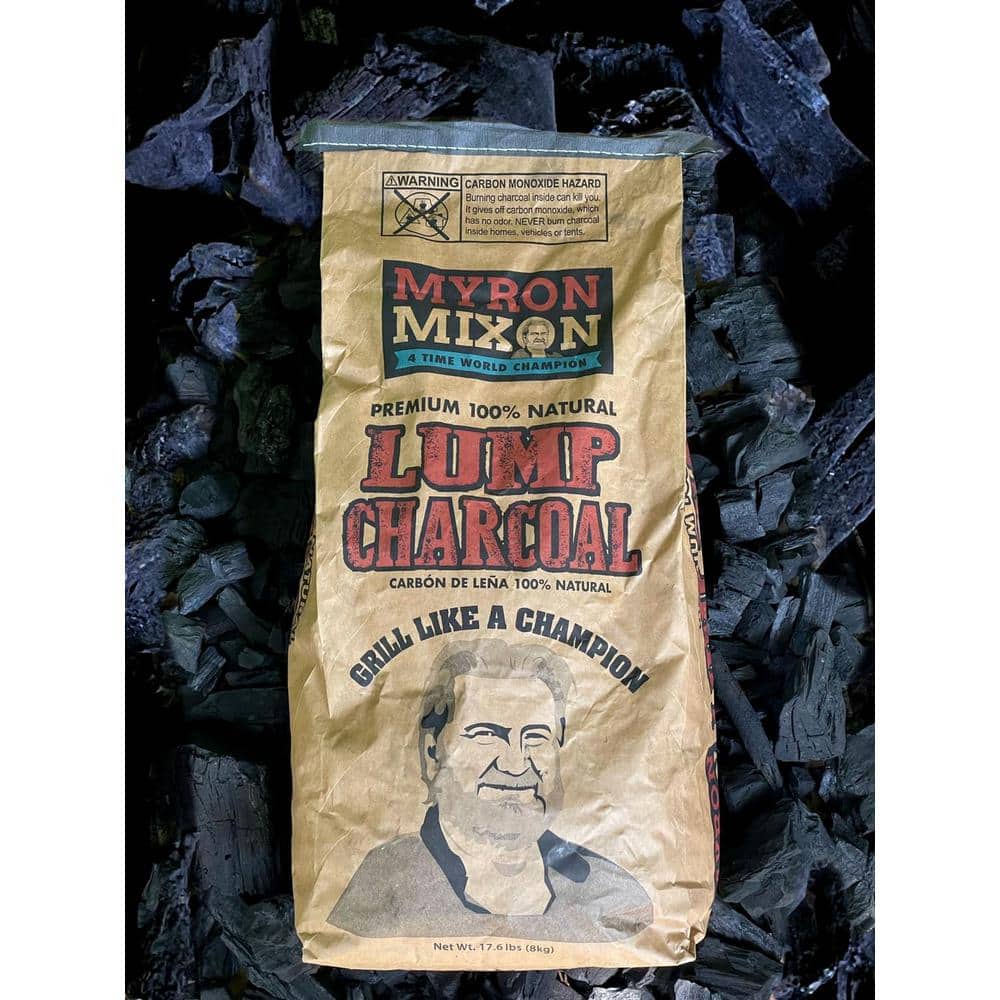 WARNING
CARBON MONOXIDE HAZARD
Burning charcoal inside can kill you.
It gives off carbon monoxide, which
has no odor. NEVER burn charcoal
inside homes, vehicles or tents.
MYRON
MIXON
4 TIME WORLD CHAMPION
PREMIUM 100% NATURAL
LUMP
CHARCOAL
CARBÓN DE LEÑA 100% NATURAL
GRILL LIKE A CHAMPION
Net Wt. 17.6 lbs (8kg)